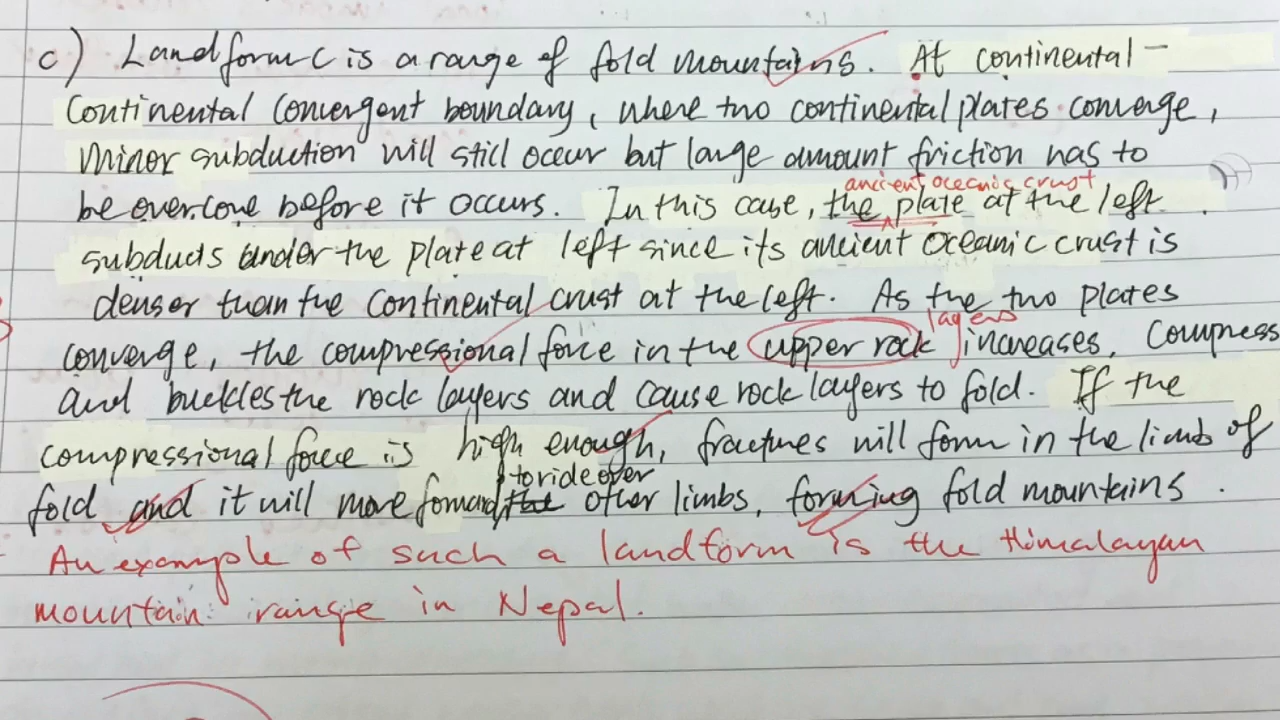 c) Landform C is a range of fold mountains. At continental-
continental convergent boundary, where two continental plates converge,
minor subduction will still occur but large amount friction has to
be overcome before it occurs. In this case, the plate at the left
ancient oceanic crust
subducts under the plate at left since its ancient oceanic crust is
denser than the continental crust at the left. As the two plates
converge, the compressional force in the upper rock increases, compress
layers
and buckles the rock layers and cause rock layers to fold. If the
compressional force is high enough, fractures will form in the limb of
to ride over
fold and it will move forward the other limbs, forming fold mountains.
An example of such a landform is the Himalayan
mountain range in Nepal.